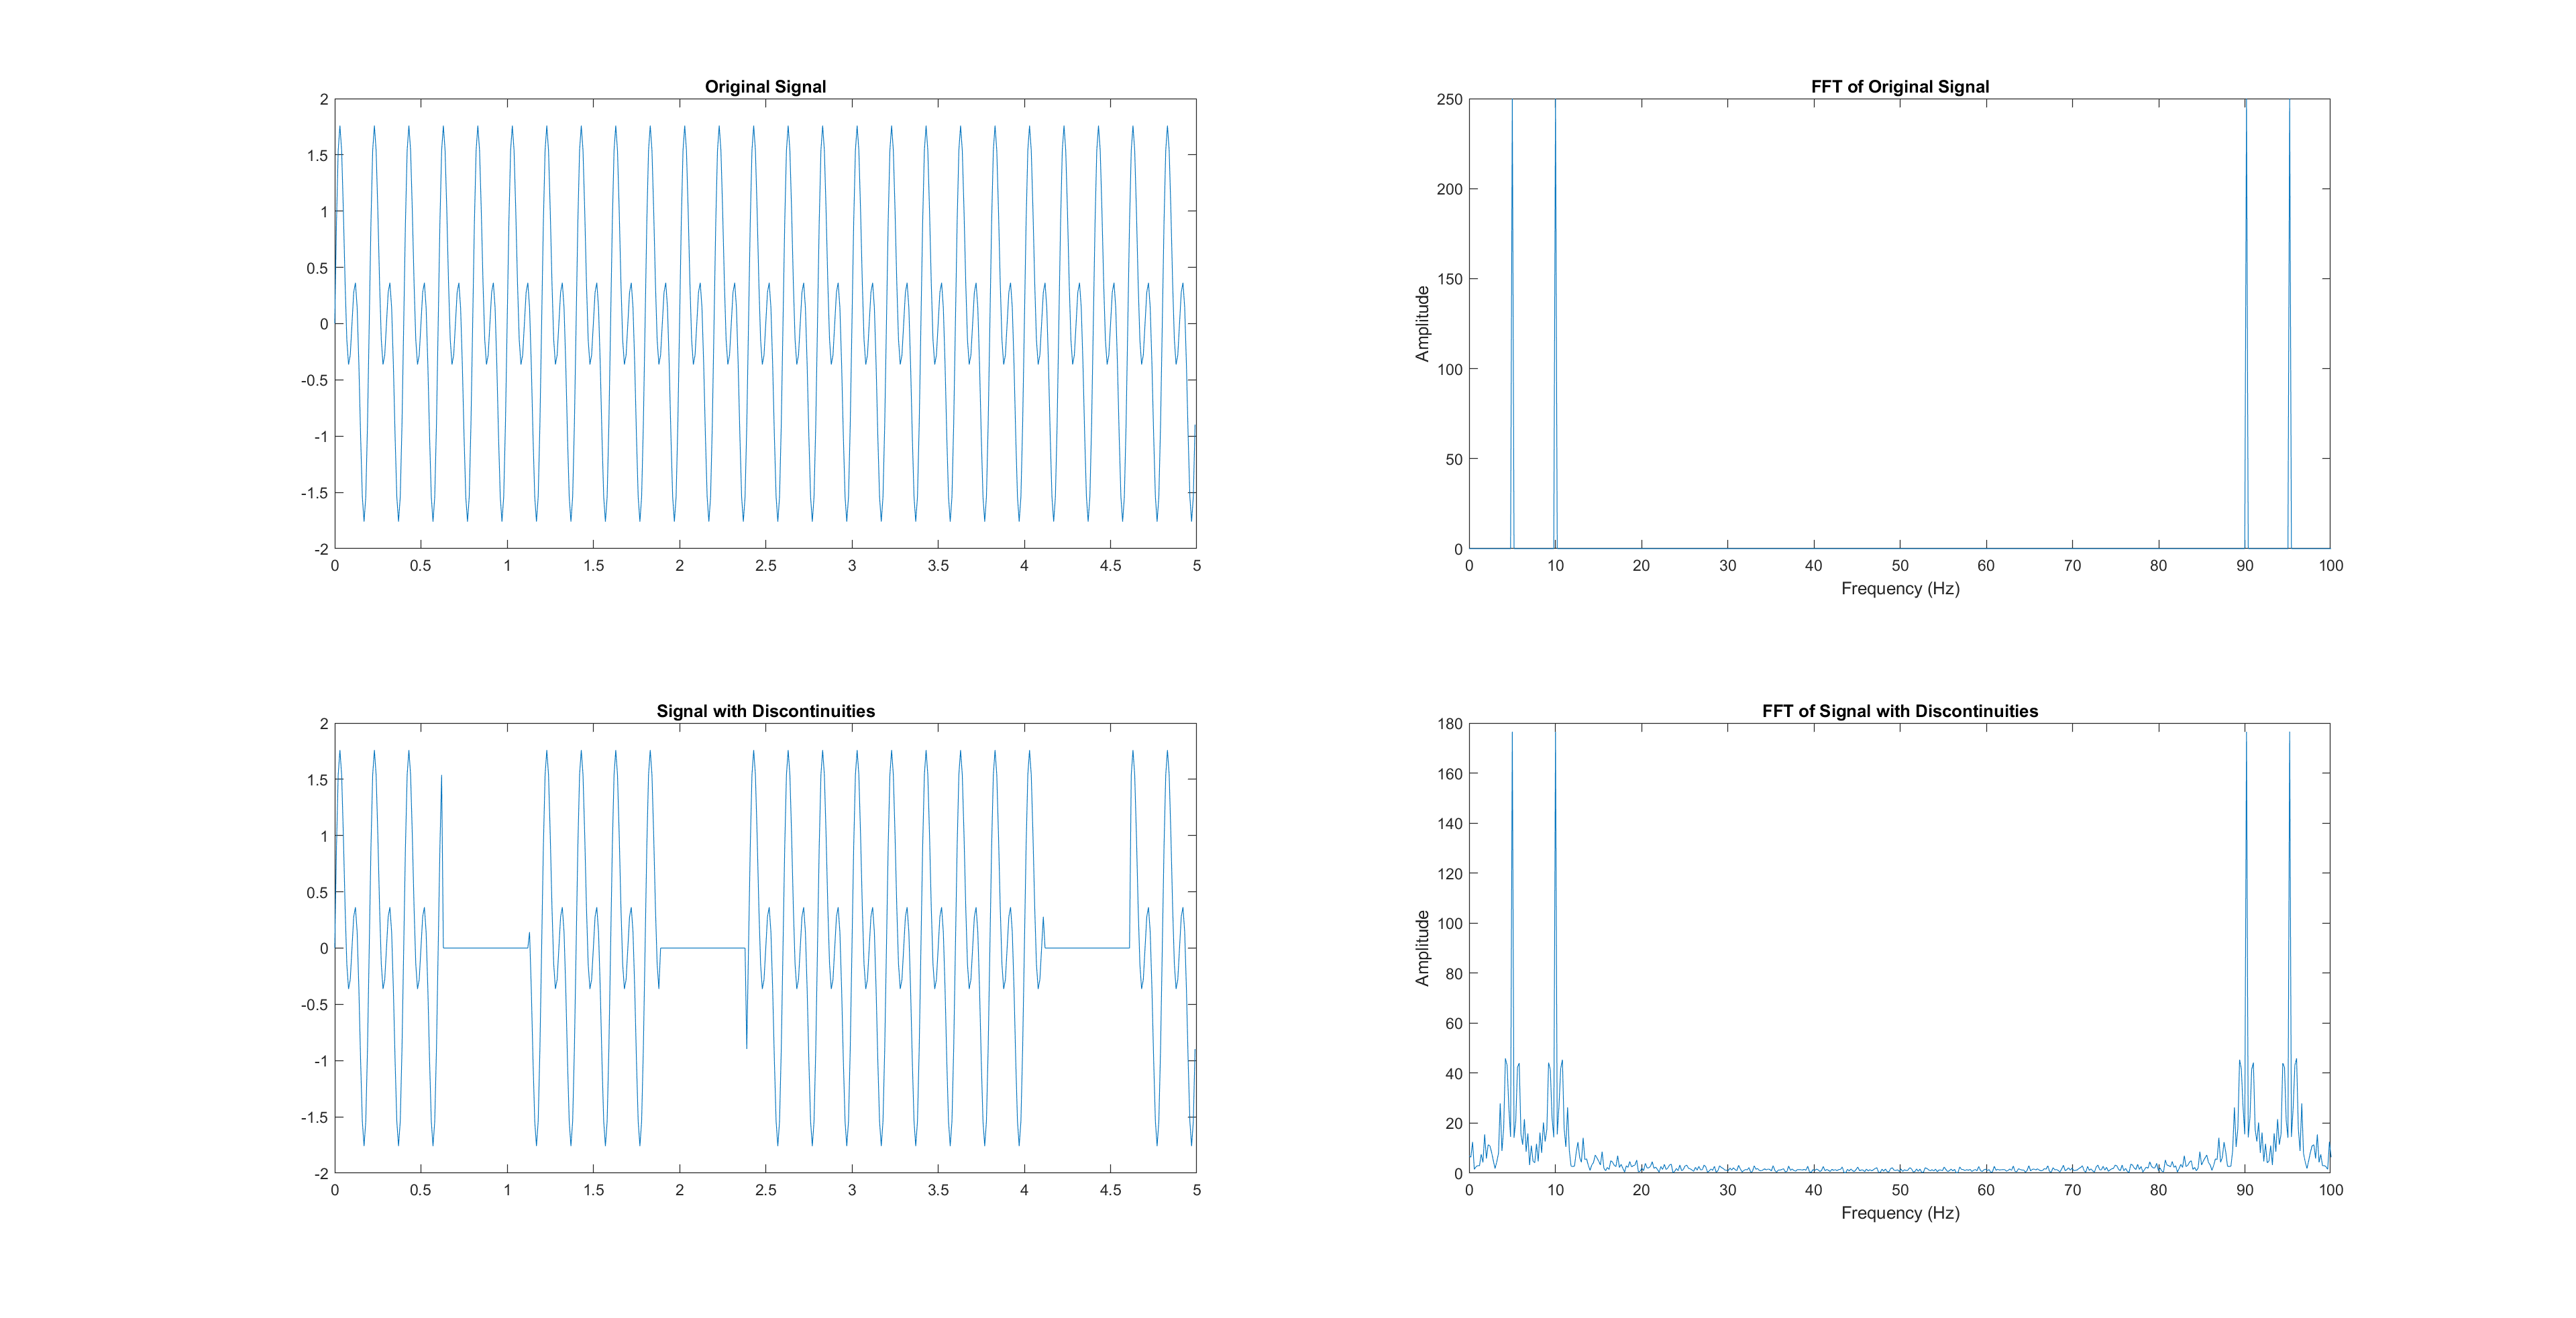 Original Signal
2
1.5
1
0.5
0
-0.5
-1
-1.5
-2
0 0.5 1 1.5 2 2.5 3 3.5 4 4.5 5
FFT of Original Signal
250
200
150
100
50
0
Amplitude
0 10 20 30 40 50 60 70 80 90 100
Frequency (Hz)
Signal with Discontinuities
2
1.5
1
0.5
0
-0.5
-1
-1.5
-2
0 0.5 1 1.5 2 2.5 3 3.5 4 4.5 5
FFT of Signal with Discontinuities
180
160
140
120
100
80
60
40
20
0
Amplitude
0 10 20 30 40 50 60 70 80 90 100
Frequency (Hz)